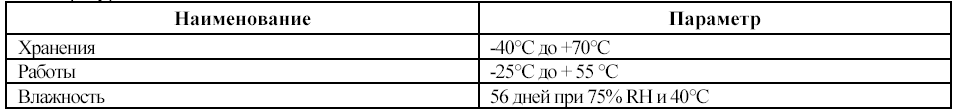 Наименование Параметр
Хранения -40°C до +70°C
Работы -25°C до + 55 °C
Влажность 56 дней при 75% RH и 40°C